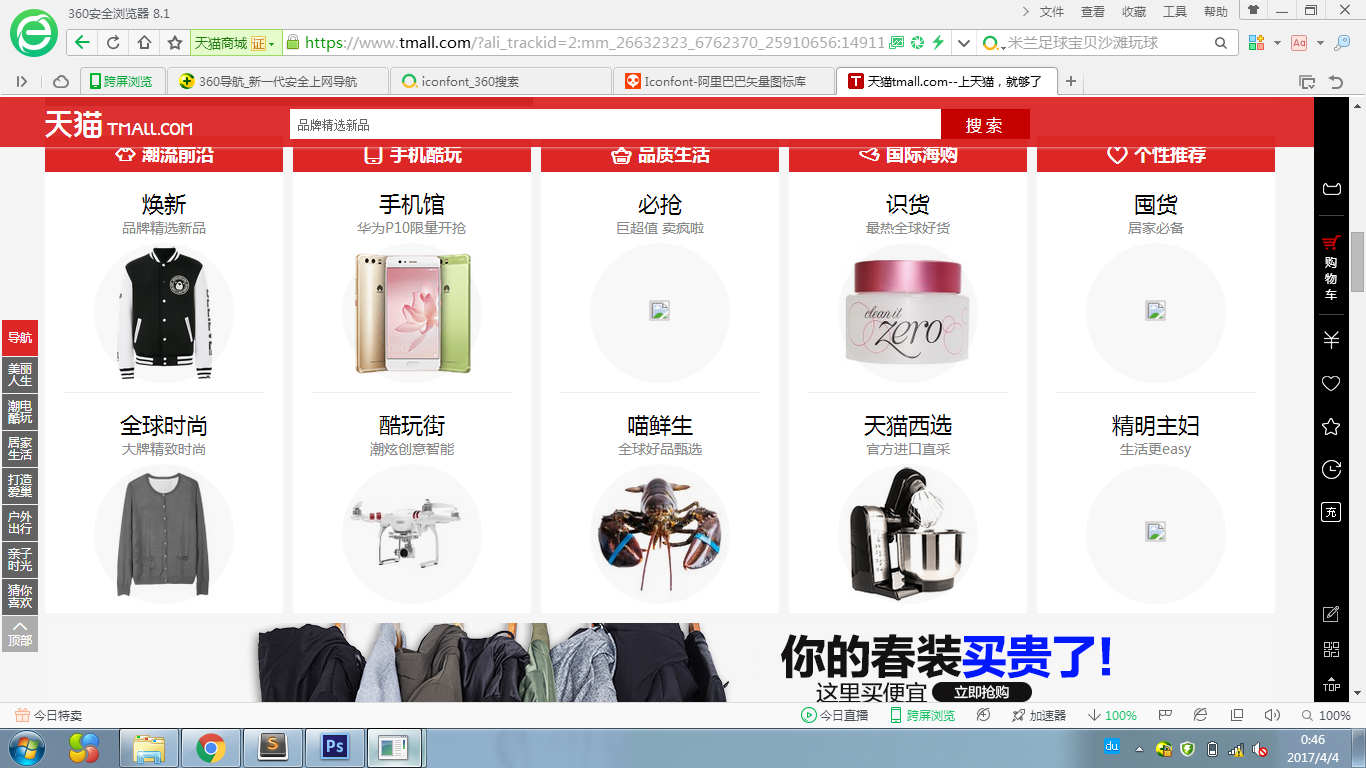 360安全浏览器 8.1
文件 查看 收藏 工具 帮助
天猫商城 证
https://www.tmall.com/?ali_trackid=2:mm_26632323_6762370_25910656:14911
米兰足球宝贝沙滩玩球
跨屏浏览
360导航_新一代安全上网导航
iconfont_360搜索
Iconfont-阿里巴巴矢量图标库
天猫tmall.com--上天猫，就够了
天猫 TMALL.COM
品牌精选新品
搜索
潮流前沿
手机酷玩
品质生活
国际海购
个性推荐
焕新
品牌精选新品
手机馆
华为P10限量开抢
必抢
巨超值 卖疯啦
识货
最热全球好货
囤货
居家必备
clean it
zero
全球时尚
大牌精致时尚
酷玩街
潮炫创意智能
喵鲜生
全球好品甄选
天猫西选
官方进口直采
精明主妇
生活更easy
导航
美丽
人生
潮电
酷玩
居家
生活
打造
爱巢
户外
出行
亲子
时光
猜你
喜欢
顶部
购
物
车
充
TOP
你的春装买贵了!
这里买便宜 立即抢购
今日特卖
今日直播
跨屏浏览
加速器
100%
100%
S
Ps
du
0:46
2017/4/4